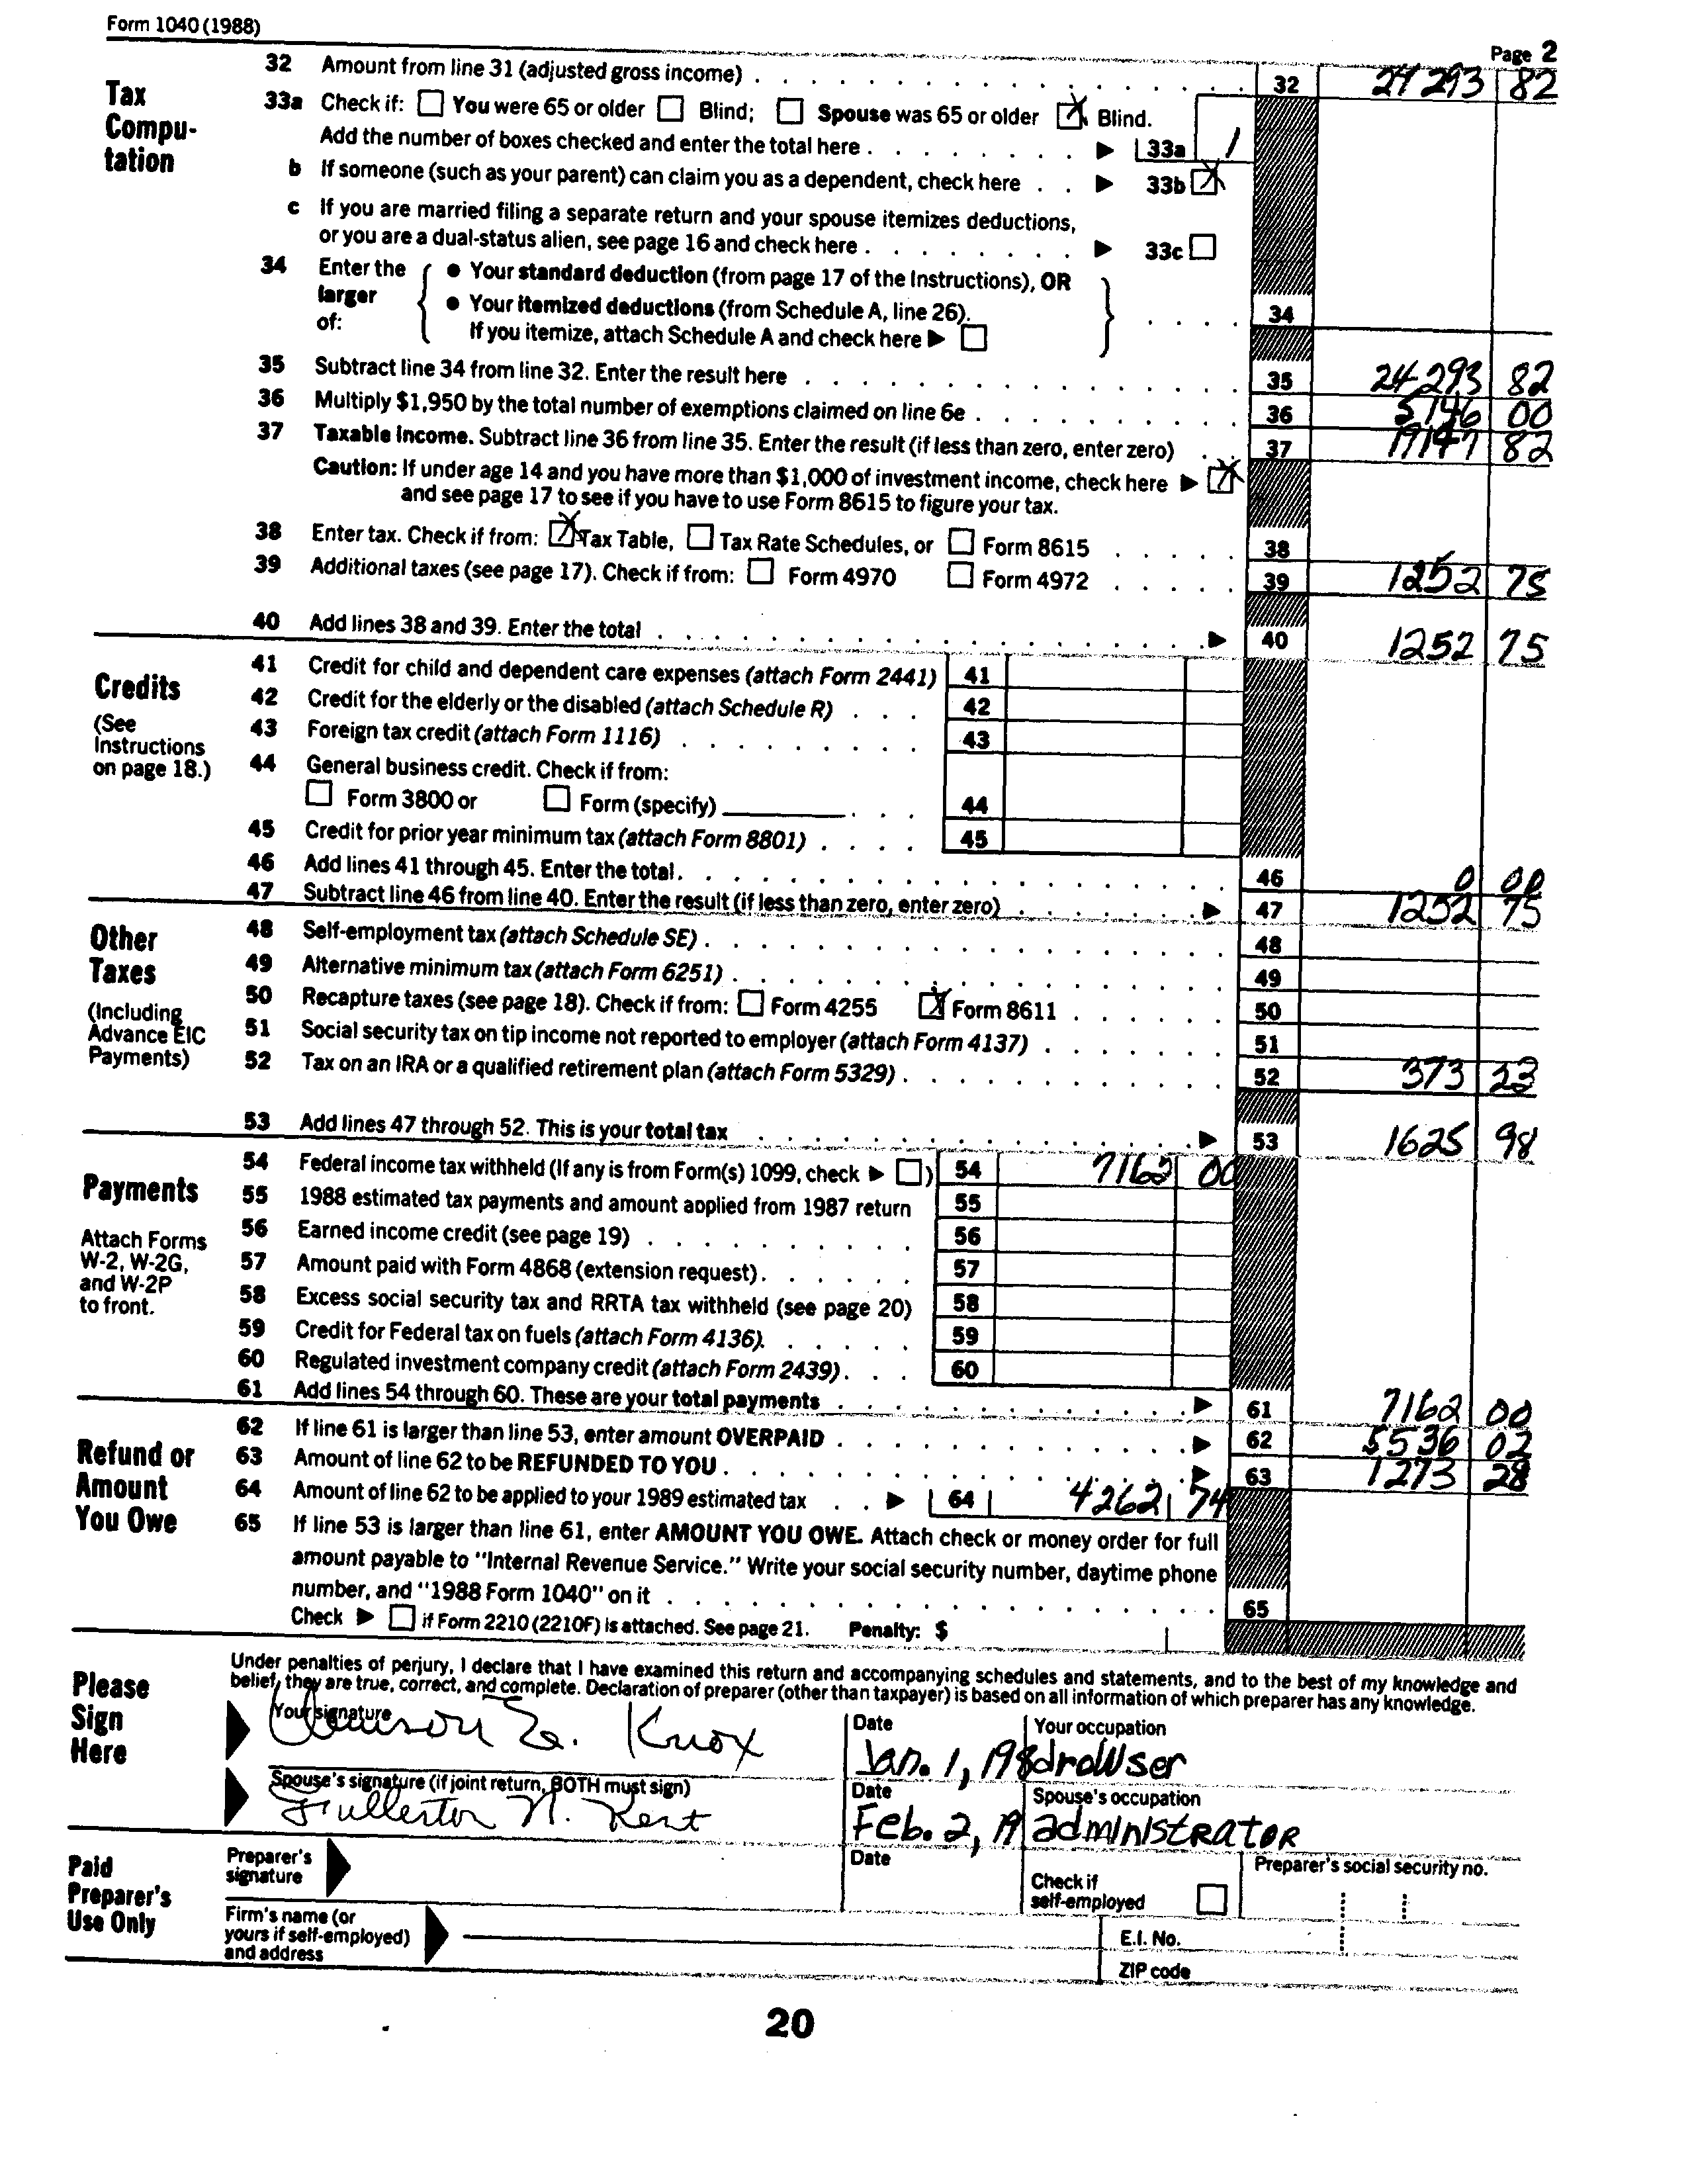 Form 1040 (1988)
Page 2
Tax Compu-tation
32 Amount from line 31 (adjusted gross income) . . . 32 24 293 82
33a Check if: ☐ You were 65 or older ☐ Blind; ☐ Spouse was 65 or older ☒ Blind.
Add the number of boxes checked and enter the total here . . . ▶ 33a 1
b If someone (such as your parent) can claim you as a dependent, check here . . ▶ 33b ☒
c If you are married filing a separate return and your spouse itemizes deductions,
or you are a dual-status alien, see page 16 and check here . . . ▶ 33c ☐
34 Enter the larger of:
● Your standard deduction (from page 17 of the Instructions), OR
● Your itemized deductions (from Schedule A, line 26).
If you itemize, attach Schedule A and check here ▶ ☐ . . . . 34
35 Subtract line 34 from line 32. Enter the result here . . . 35 24 293 82
36 Multiply $1,950 by the total number of exemptions claimed on line 6e . . . 36 5146 00
37 Taxable income. Subtract line 36 from line 35. Enter the result (if less than zero, enter zero) . . 37 19147 82
Caution: If under age 14 and you have more than $1,000 of investment income, check here ▶ ☒
and see page 17 to see if you have to use Form 8615 to figure your tax.
38 Enter tax. Check if from: ☒ Tax Table, ☐ Tax Rate Schedules, or ☐ Form 8615 . . . 38
39 Additional taxes (see page 17). Check if from: ☐ Form 4970 ☐ Form 4972 . . . 39 1252 75
40 Add lines 38 and 39. Enter the total . . . ▶ 40 1252 75
Credits
(See Instructions on page 18.)
41 Credit for child and dependent care expenses (attach Form 2441) 41
42 Credit for the elderly or the disabled (attach Schedule R) . . . 42
43 Foreign tax credit (attach Form 1116) . . . 43
44 General business credit. Check if from:
☐ Form 3800 or ☐ Form (specify) ______ . . . 44
45 Credit for prior year minimum tax (attach Form 8801) . . . . 45
46 Add lines 41 through 45. Enter the total . . . 46 0 00
47 Subtract line 46 from line 40. Enter the result (if less than zero, enter zero) . . . ▶ 47 1252 75
Other Taxes
(Including Advance EIC Payments)
48 Self-employment tax (attach Schedule SE) . . . 48
49 Alternative minimum tax (attach Form 6251) . . . 49
50 Recapture taxes (see page 18). Check if from: ☐ Form 4255 ☒ Form 8611 . . . 50
51 Social security tax on tip income not reported to employer (attach Form 4137) . . . 51
52 Tax on an IRA or a qualified retirement plan (attach Form 5329) . . . 52 373 23
53 Add lines 47 through 52. This is your total tax . . . ▶ 53 1625 98
Payments
Attach Forms W-2, W-2G, and W-2P to front.
54 Federal income tax withheld (If any is from Form(s) 1099, check ▶ ☐) 54 7162 00
55 1988 estimated tax payments and amount applied from 1987 return 55
56 Earned income credit (see page 19) . . . 56
57 Amount paid with Form 4868 (extension request) . . . 57
58 Excess social security tax and RRTA tax withheld (see page 20) 58
59 Credit for Federal tax on fuels (attach Form 4136) . . . 59
60 Regulated investment company credit (attach Form 2439) . . . 60
61 Add lines 54 through 60. These are your total payments . . . ▶ 61 7162 00
Refund or Amount You Owe
62 If line 61 is larger than line 53, enter amount OVERPAID . . . ▶ 62 5536 02
63 Amount of line 62 to be REFUNDED TO YOU . . . ▶ 63 1273 28
64 Amount of line 62 to be applied to your 1989 estimated tax . . ▶ 64 4262 74
65 If line 53 is larger than line 61, enter AMOUNT YOU OWE. Attach check or money order for full
amount payable to "Internal Revenue Service." Write your social security number, daytime phone
number, and "1988 Form 1040" on it . . . 65
Check ▶ ☐ if Form 2210 (2210F) is attached. See page 21. Penalty: $
Please Sign Here
Under penalties of perjury, I declare that I have examined this return and accompanying schedules and statements, and to the best of my knowledge and
belief, they are true, correct, and complete. Declaration of preparer (other than taxpayer) is based on all information of which preparer has any knowledge.
Your signature E. Knox
Date Jan. 1, 198
Your occupation drowser
Spouse's signature (if joint return, BOTH must sign) Fullerton N. Kent
Date Feb. 2, 19
Spouse's occupation administrator
Paid Preparer's Use Only
Preparer's signature
Date
Check if self-employed ☐
Preparer's social security no.
Firm's name (or yours if self-employed) and address
E.I. No.
ZIP code
20